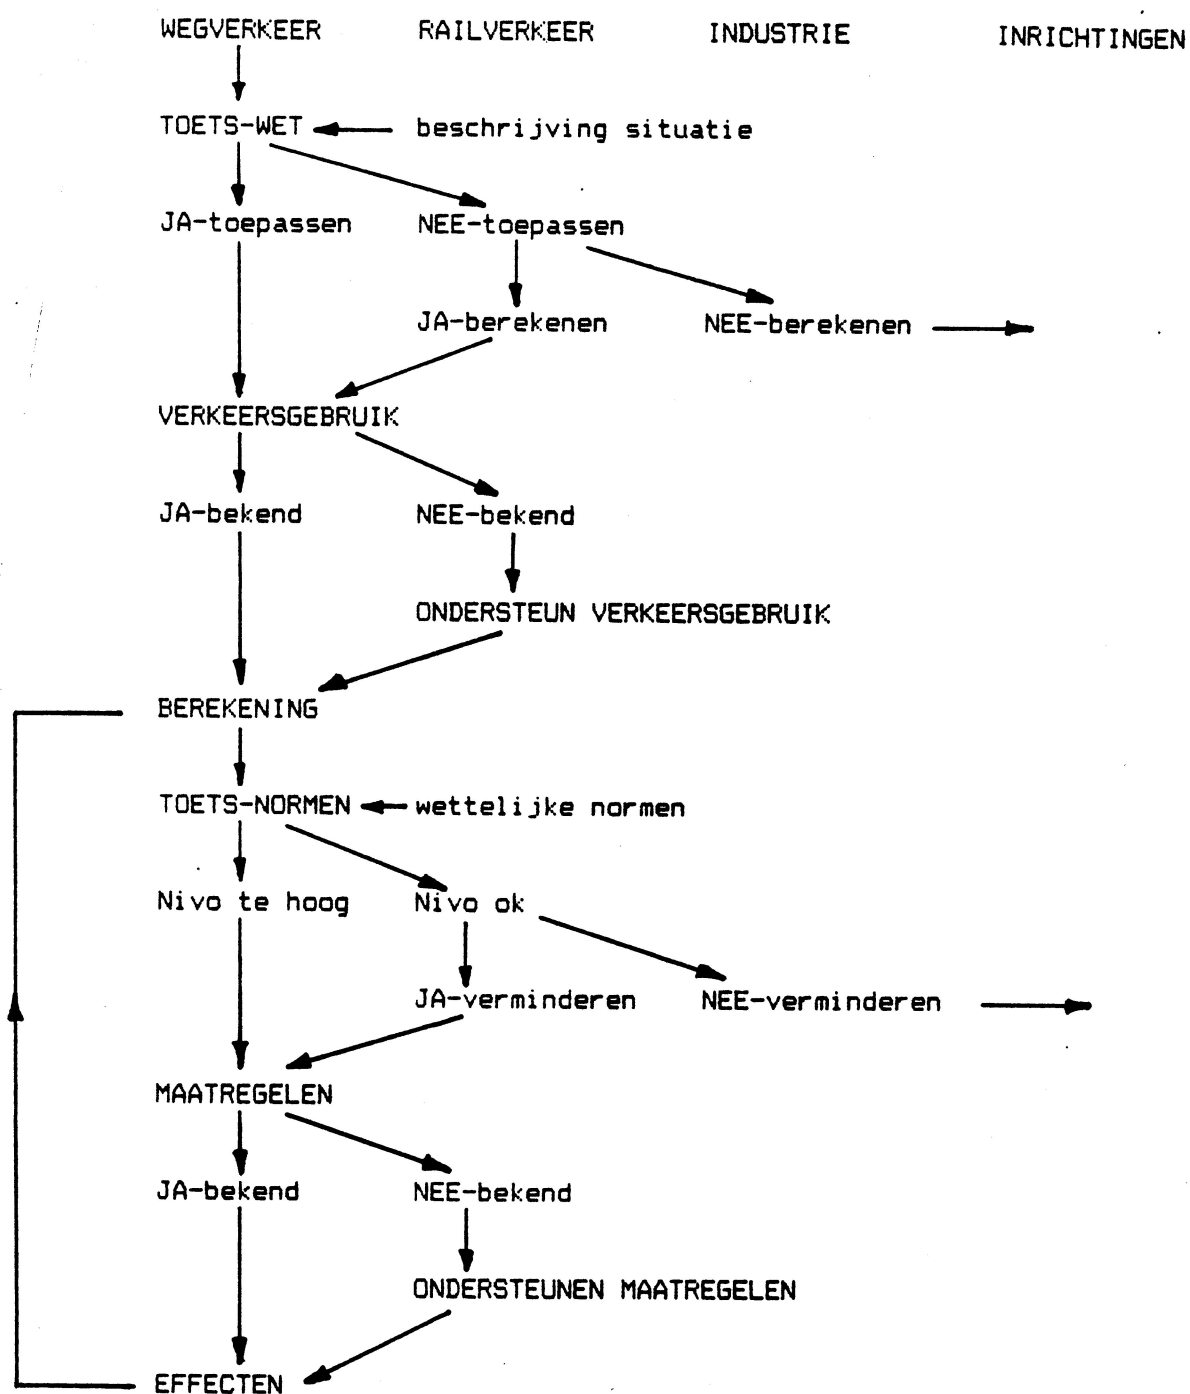 WEGVERKEER RAILVERKEER INDUSTRIE INRICHTINGEN
TOETS-WET beschrijving situatie
JA-toepassen NEE-toepassen
JA-berekenen NEE-berekenen
VERKEERSGEBRUIK
JA-bekend NEE-bekend
ONDERSTEUN VERKEERSGEBRUIK
BEREKENING
TOETS-NORMEN wettelijke normen
Nivo te hoog Nivo ok
JA-verminderen NEE-verminderen
MAATREGELEN
JA-bekend NEE-bekend
ONDERSTEUNEN MAATREGELEN
EFFECTEN